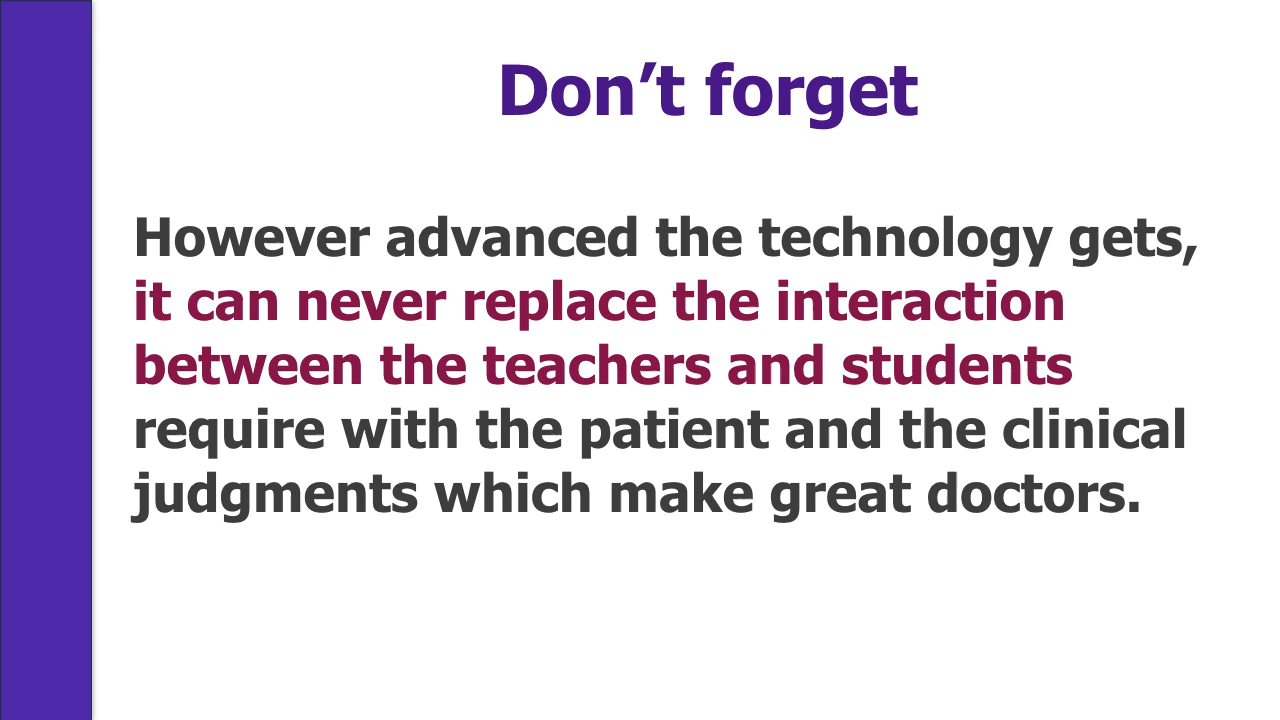 Don’t forget
However advanced the technology gets,
it can never replace the interaction
between the teachers and students
require with the patient and the clinical
judgments which make great doctors.